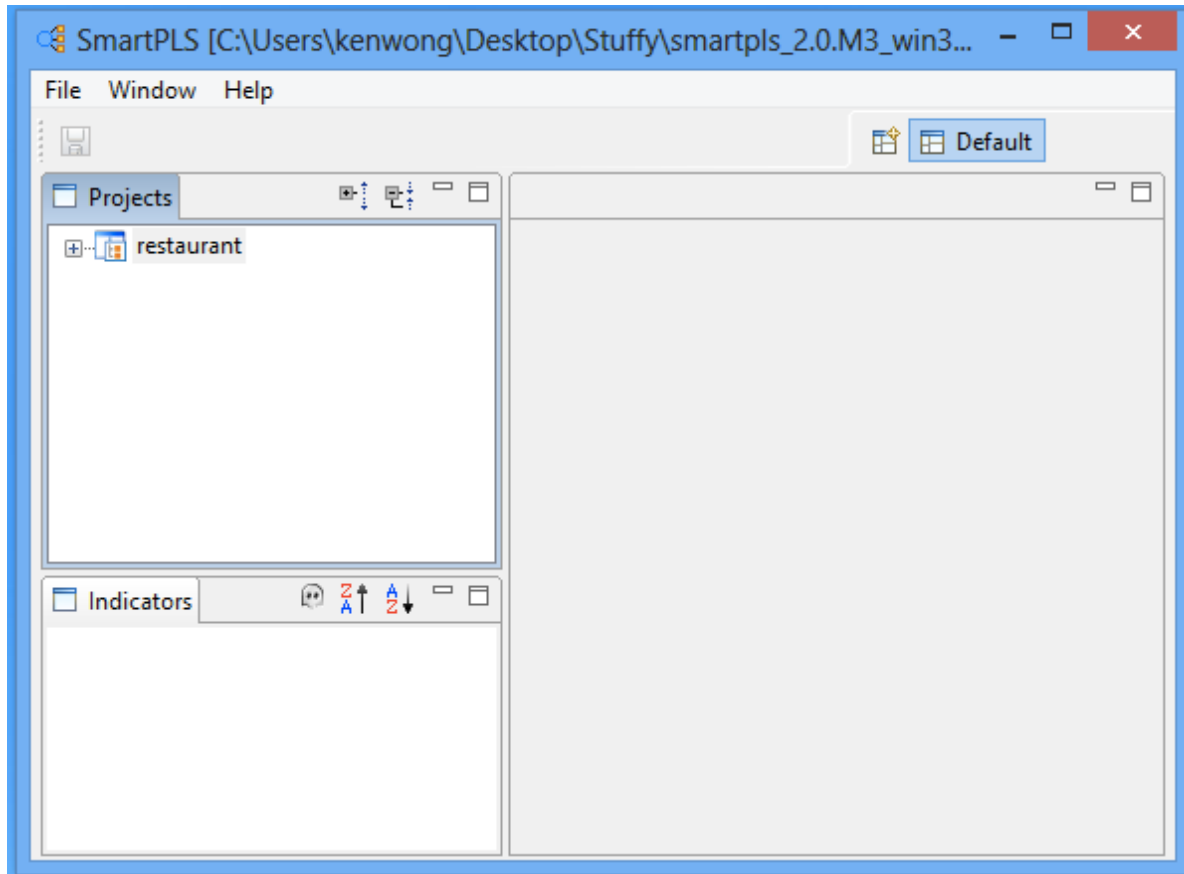 SmartPLS [C:\Users\kenwong\Desktop\Stuffy\smartpls_2.0.M3_win3...
File Window Help
Default
Projects
restaurant
Indicators